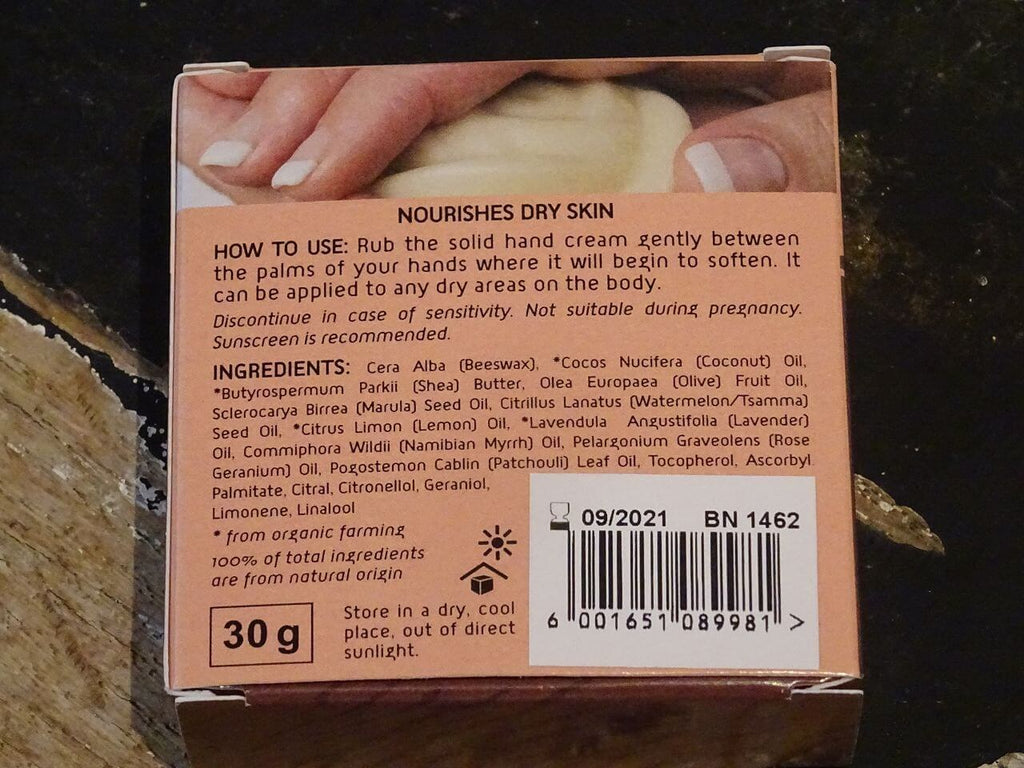 NOURISHES DRY SKIN
HOW TO USE: Rub the solid hand cream gently between
the palms of your hands where it will begin to soften. It
can be applied to any dry areas on the body.
Discontinue in case of sensitivity. Not suitable during pregnancy.
Sunscreen is recommended.
INGREDIENTS: Cera Alba (Beeswax), *Cocos Nucifera (Coconut) Oil,
*Butyrospermum Parkii (Shea) Butter, Olea Europaea (Olive) Fruit Oil,
Sclerocarya Birrea (Marula) Seed Oil, Citrillus Lanatus (Watermelon/Tsamma)
Seed Oil, *Citrus Limon (Lemon) Oil, *Lavendula Angustifolia (Lavender)
Oil, Commiphora Wildii (Namibian Myrrh) Oil, Pelargonium Graveolens (Rose
Geranium) Oil, Pogostemon Cablin (Patchouli) Leaf Oil, Tocopherol, Ascorbyl
Palmitate, Citral, Citronellol, Geraniol,
Limonene, Linalool
* from organic farming
100% of total ingredients
are from natural origin
30 g
Store in a dry, cool
place, out of direct
sunlight.
09/2021 BN 1462
6 001651 089981 >